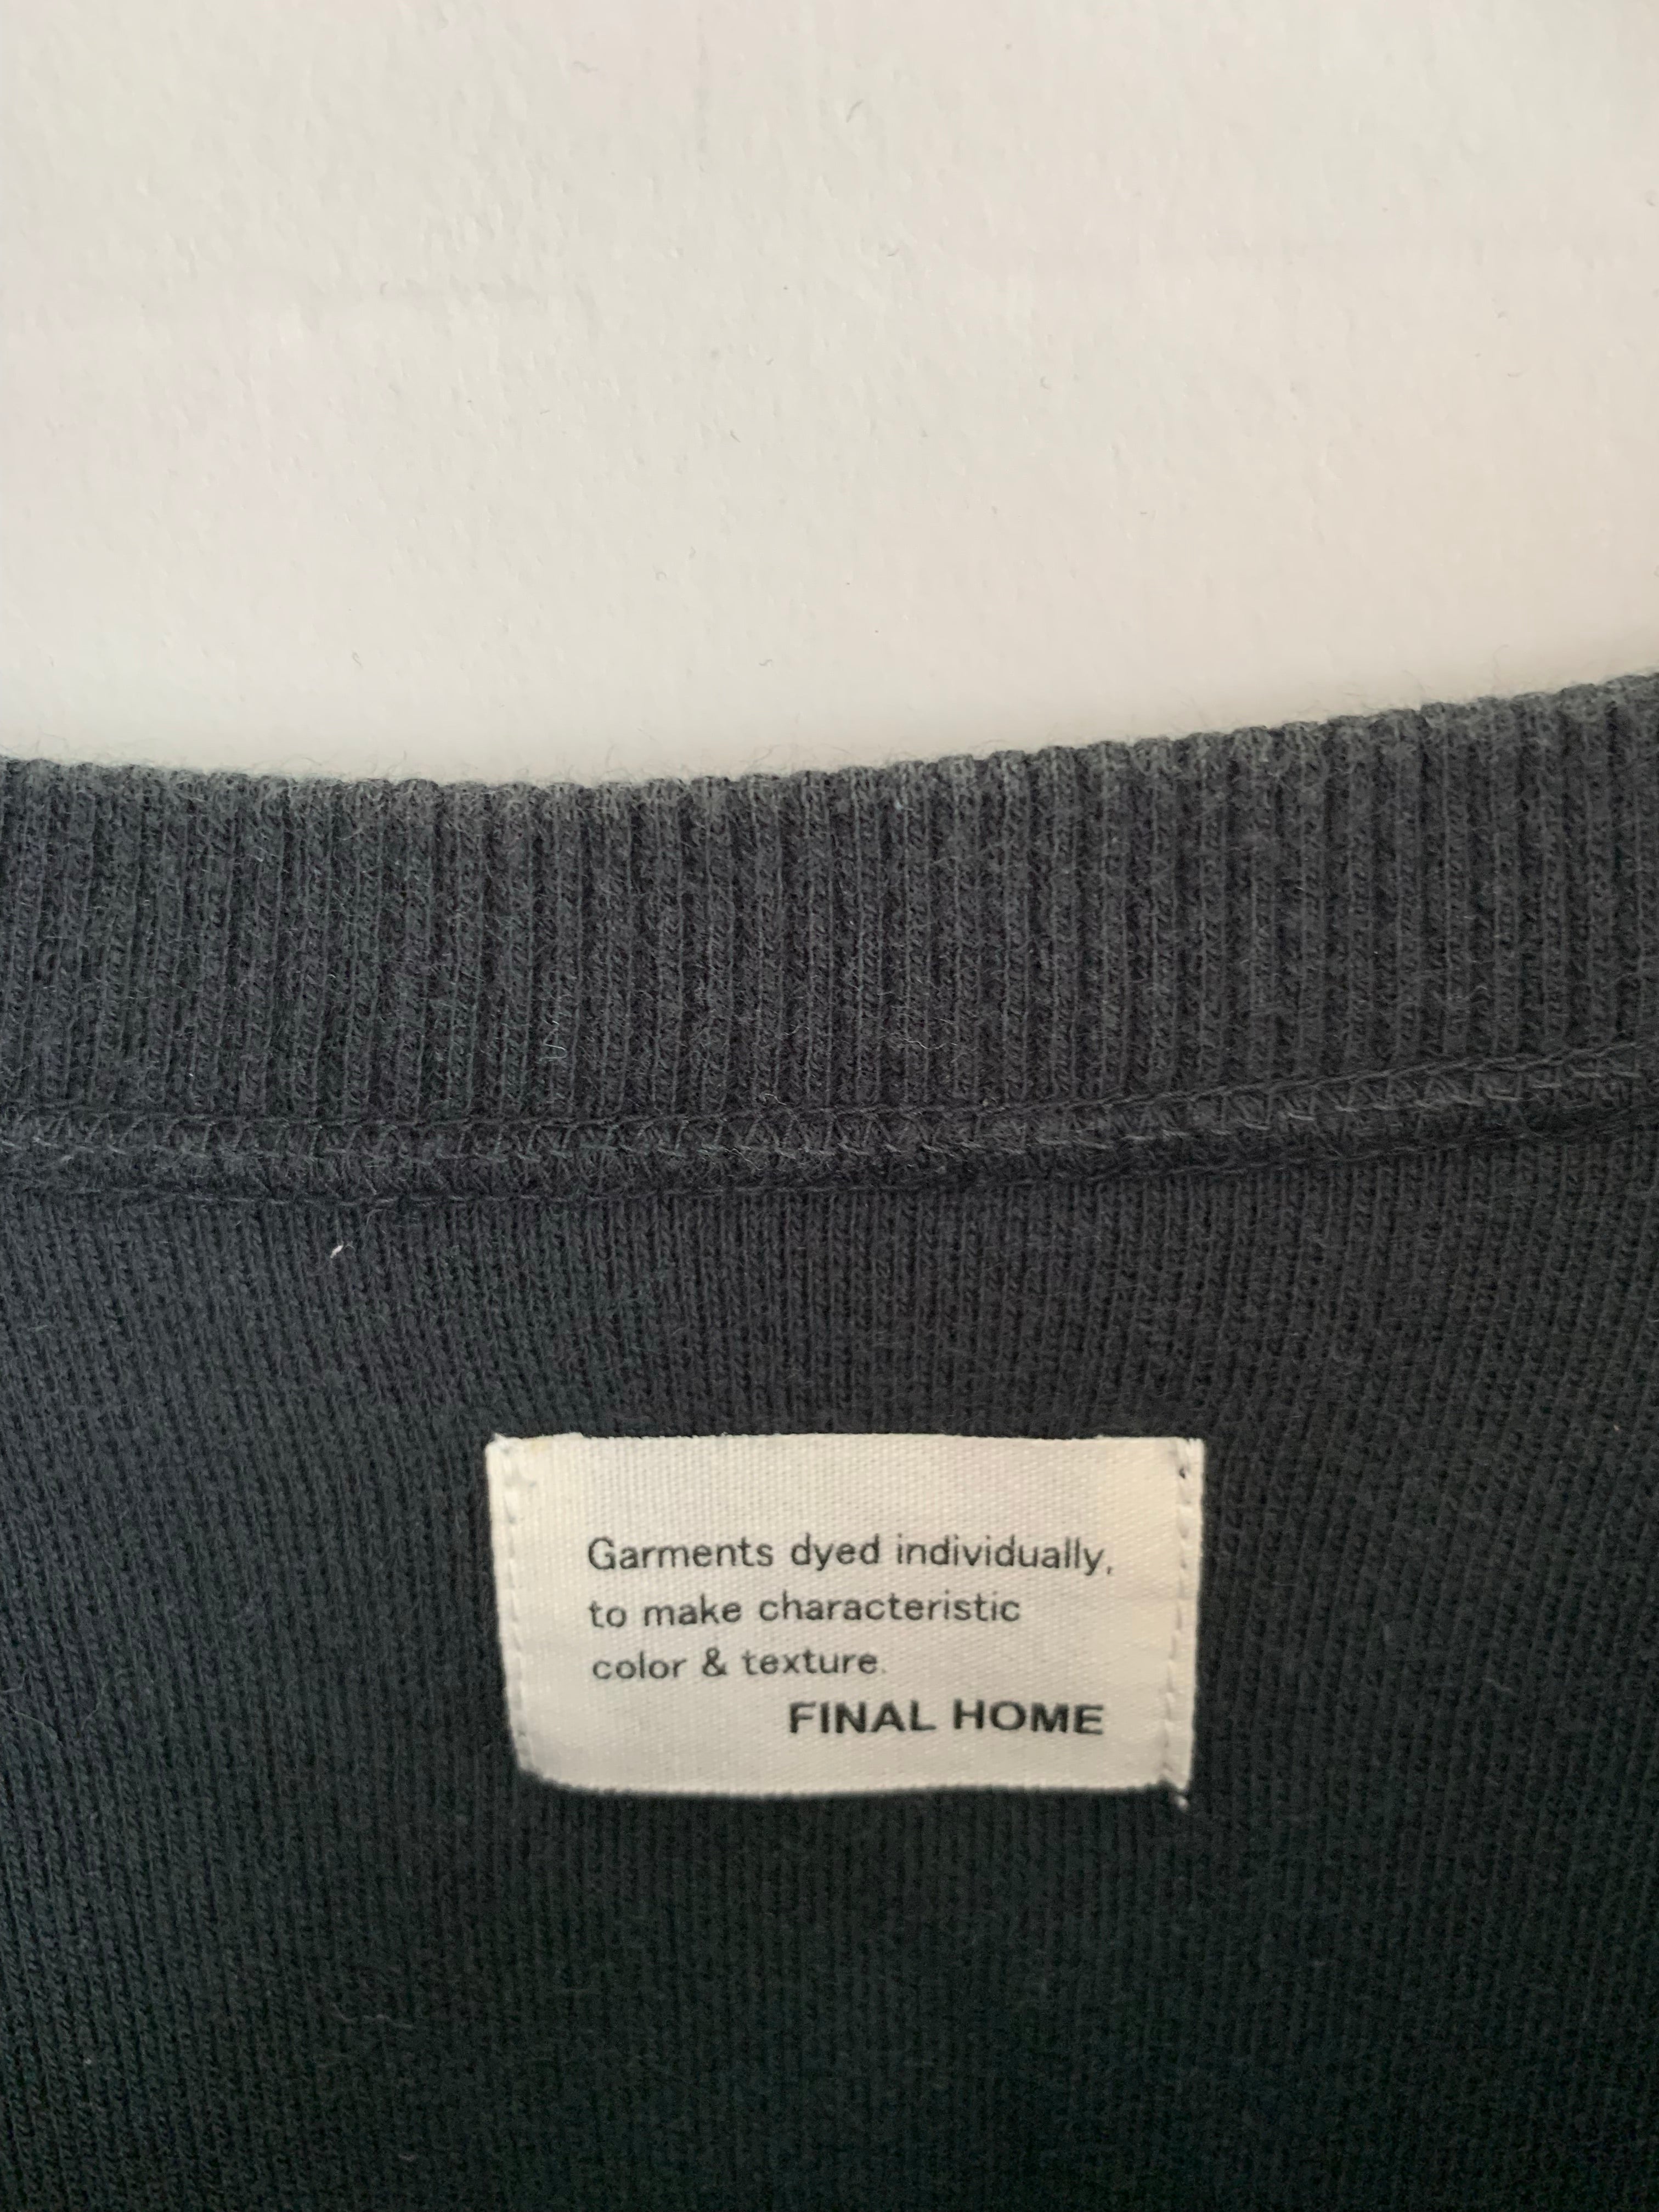 Garments dyed individually,
to make characteristic
color & texture.
FINAL HOME